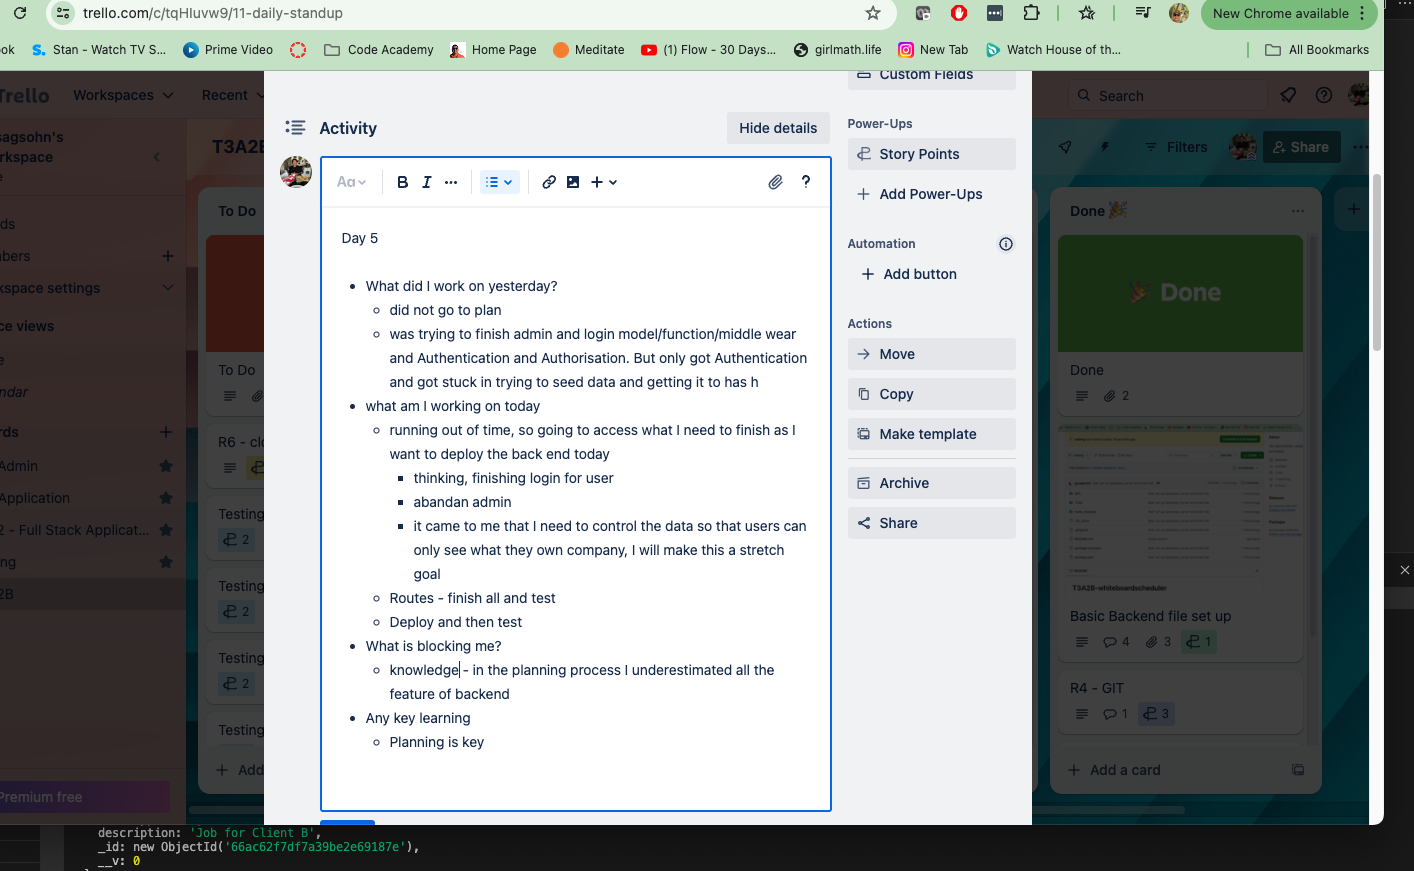 trello.com/c/tqHluvw9/11-daily-standup
New Chrome available
ok
Stan - Watch TV S...
Prime Video
Code Academy
Home Page
Meditate
(1) Flow - 30 Days...
girlmath.life
New Tab
Watch House of th...
All Bookmarks
Trello
Workspaces
Recent
Search
sagsohn's
rkspace
T3A2B
Filters
Share
Custom Fields
Activity
Hide details
Power-Ups
Story Points
Add Power-Ups
Automation
Add button
Actions
Move
Copy
Make template
Archive
Share
Aa
B
I
?
Day 5
What did I work on yesterday?
did not go to plan
was trying to finish admin and login model/function/middle wear
and Authentication and Authorisation. But only got Authentication
and got stuck in trying to seed data and getting it to has h
what am I working on today
running out of time, so going to access what I need to finish as I
want to deploy the back end today
thinking, finishing login for user
abandan admin
it came to me that I need to control the data so that users can
only see what they own company, I will make this a stretch
goal
Routes - finish all and test
Deploy and then test
What is blocking me?
knowledge - in the planning process I underestimated all the
feature of backend
Any key learning
Planning is key
ds
bers
kspace settings
ce views
e
ndar
rds
Admin
Application
2 - Full Stack Applicat...
ng
2B
Premium free
To Do
To Do
R6 - clo
2
Testing
2
Testing
2
Testing
2
Testing
Add
Done
Done
Done
2
T3A2B-whiteboardscheduler
Basic Backend file set up
4
3
1
R4 - GIT
1
3
Add a card
description: 'Job for Client B',
_id: new ObjectId('66ac62f7df7a39be2e69187e'),
__v: 0